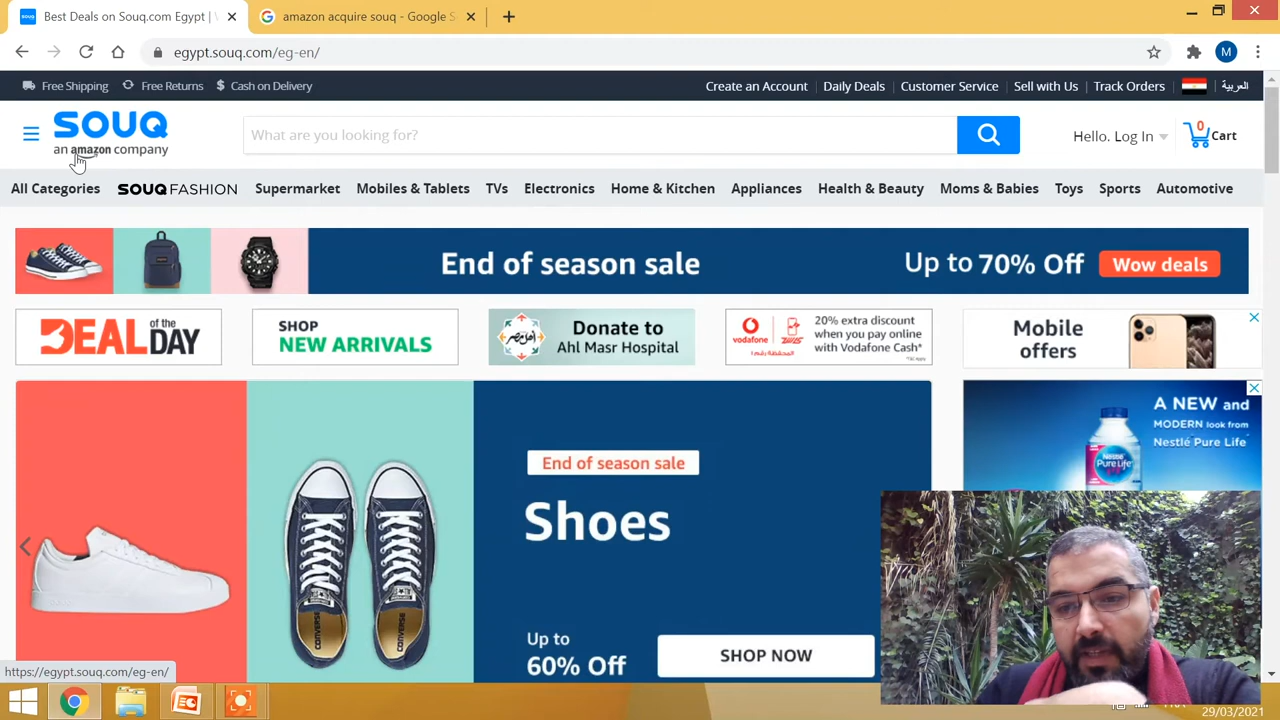 Best Deals on Souq.com Egypt |
amazon acquire souq - Google S
egypt.souq.com/eg-en/
M
Free Shipping
Free Returns
Cash on Delivery
Create an Account
Daily Deals
Customer Service
Sell with Us
Track Orders
العربية
SOUQ
an amazon company
What are you looking for?
Hello. Log In
0
Cart
All Categories
SOUQ FASHION
Supermarket
Mobiles & Tablets
TVs
Electronics
Home & Kitchen
Appliances
Health & Beauty
Moms & Babies
Toys
Sports
Automotive
End of season sale
Up to 70% Off
Wow deals
DEAL of the DAY
SHOP
NEW ARRIVALS
Donate to
Ahl Masr Hospital
vodafone
20% extra discount
when you pay online
with Vodafone Cash*
Mobile
offers
End of season sale
Shoes
Up to
60% Off
SHOP NOW
CONVERSE
CONVERSE
A NEW and
MODERN look from
Nestlé Pure Life
Nestlé
Pure Life
https://egypt.souq.com/eg-en/
29/03/2021